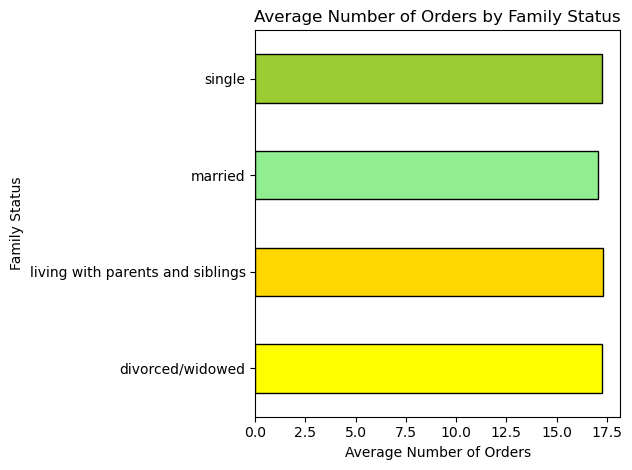 Average Number of Orders by Family Status
single
married
living with parents and siblings
divorced/widowed
Family Status
0.0 2.5 5.0 7.5 10.0 12.5 15.0 17.5
Average Number of Orders